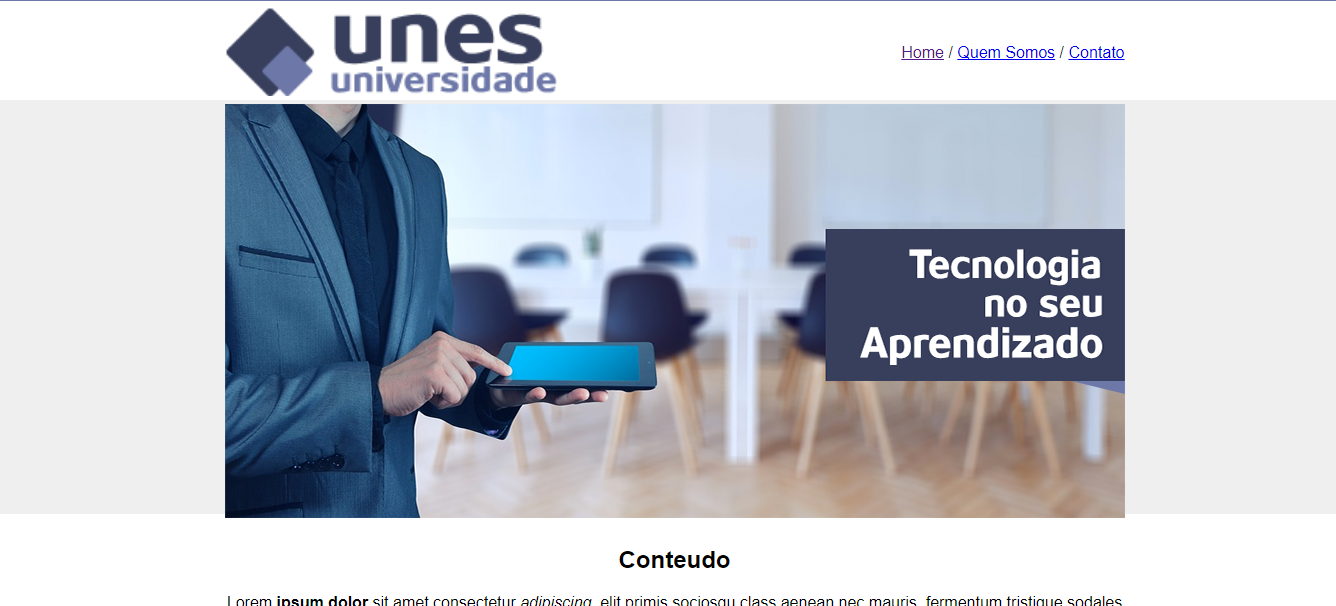 unes
universidade
Home / Quem Somos / Contato
Tecnologia
no seu
Aprendizado
Conteudo
Lorem ipsum dolor sit amet consectetur adipiscing, elit primis sociosqu class aenean nec mauris, fermentum tristique sodales